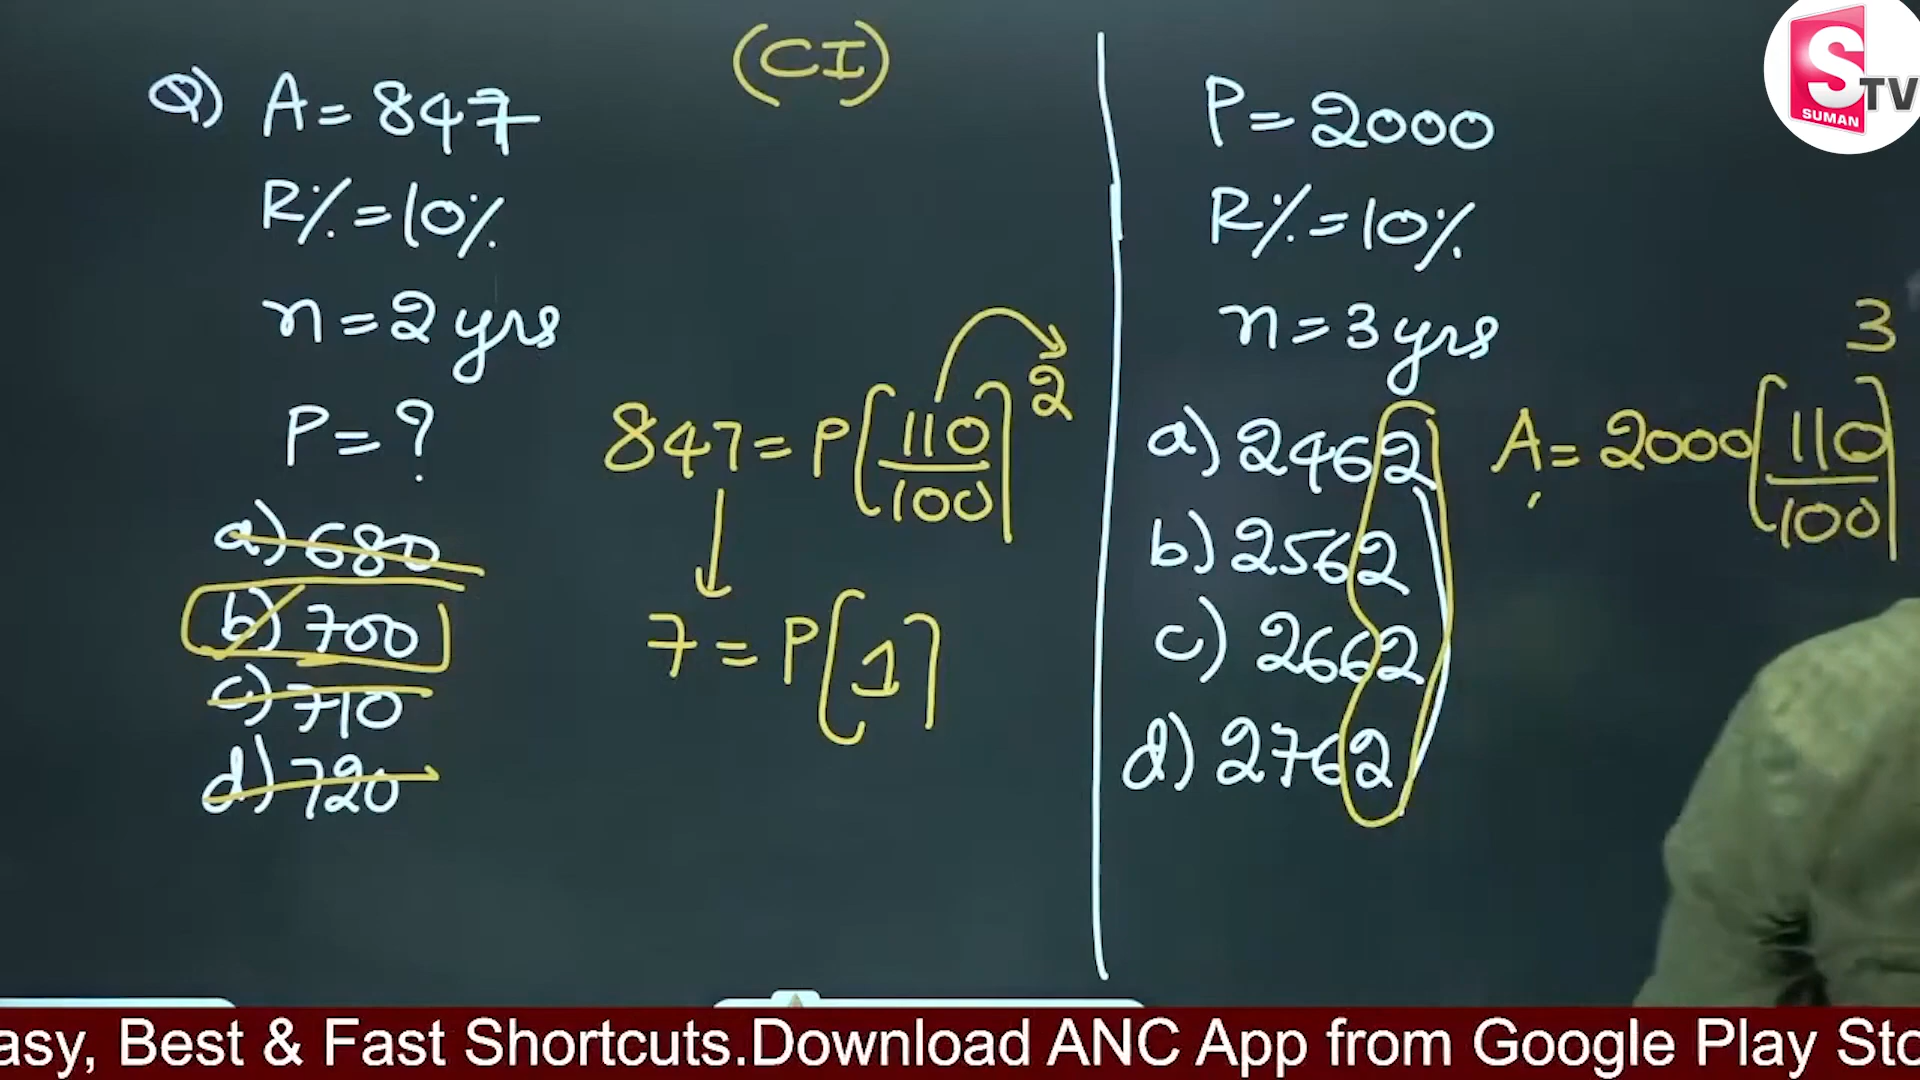 (CI)
Q) A = 847
R% = 10%
n = 2 yrs
P = ?
a) 680
b) 700
c) 710
d) 720
847 = P[110/100]2
7 = P[1]
P = 2000
R% = 10%
n = 3 yrs
a) 2462
b) 2562
c) 2662
d) 2762
A = 2000[110/100]3
S TV
SUMAN
asy, Best & Fast Shortcuts.Download ANC App from Google Play Sto